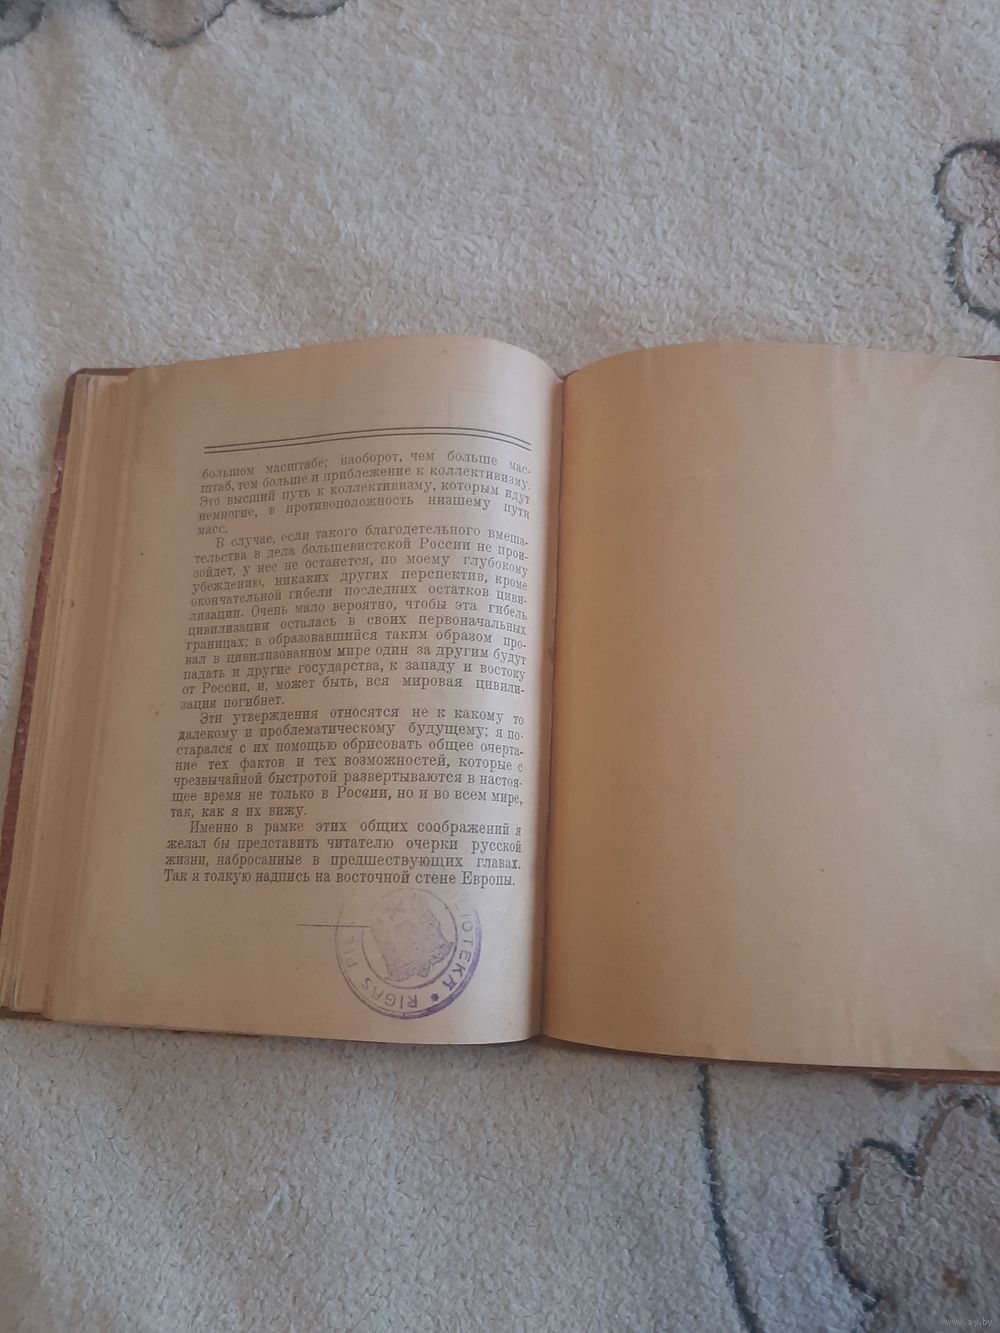 большом масштабе; наоборот, чем больше мас-
штаб, тем больше и приблежение к коллективизму.
Это высший путь к коллективизму, которым идут
немногие, в противоположность низшему пути
масс.
В случае, если такого благодетельного вмеша-
тельства в дела большевистской России не прои-
зойдет, у нее не останется, по моему глубокому
убеждению, никаких других перспектив, кроме
окончательной гибели последних остатков циви-
лизации. Очень мало вероятно, чтобы эта гибель
цивилизации осталась в своих первоначальных
границах; в образовавшийся таким образом про-
вал в цивилизованном мире один за другим будут
падать и другие государства, к западу и востоку
от России, и, может быть, вся мировая цивили-
зация погибнет.
Эти утверждения относятся не к какому то
далекому и проблематическому будущему; я по-
старался с их помощью обрисовать общее очерта-
ние тех фактов и тех возможностей, которые с
чрезвычайной быстротой развертываются в настоя-
щее время не только в России, но и во всем мире,
так, как я их вижу.
Именно в рамке этих общих соображений я
желал бы представить читателю очерки русской
жизни, набросанные в предшествующих главах.
Так я толкую надпись на восточной стене Европы.
RIGAS
www.ay.by